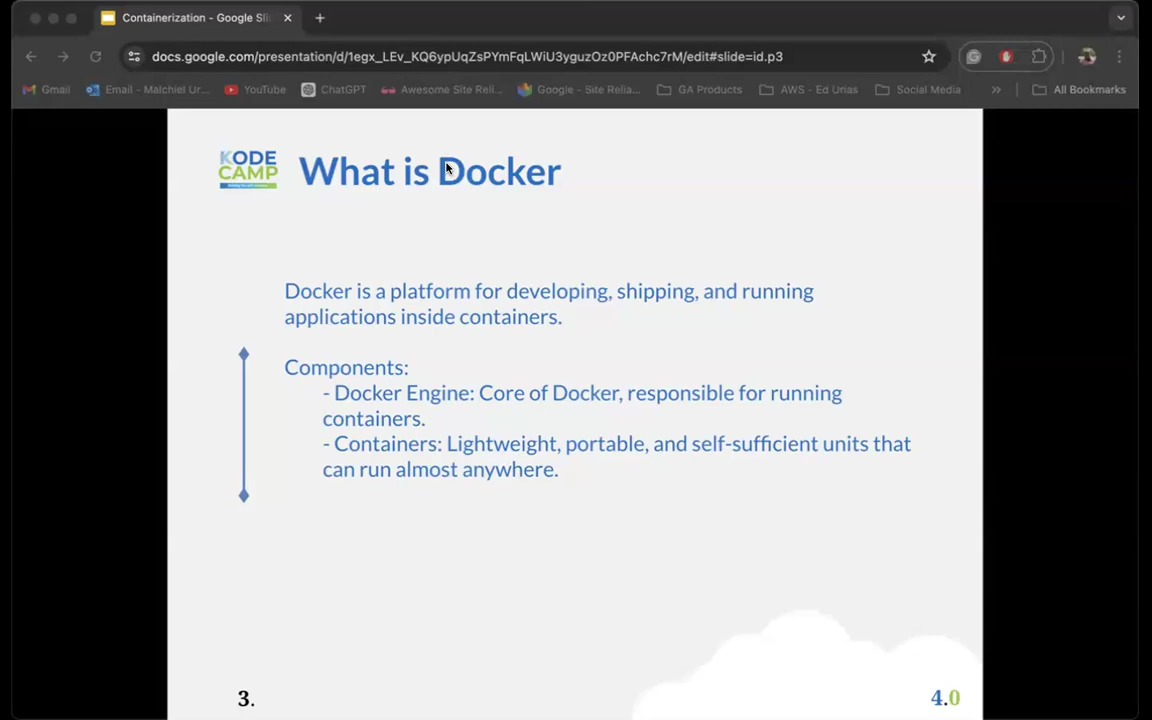 Containerization - Google Sli
docs.google.com/presentation/d/1egx_LEv_KQ6ypUqZsPYmFqLWiU3yguzOz0PFAchc7rM/edit#slide=id.p3
Gmail
Email - Malchiel Ur...
YouTube
ChatGPT
Awesome Site Reli...
Google - Site Relia...
GA Products
AWS - Ed Urias
Social Media
All Bookmarks
KODE
CAMP
What is Docker
Docker is a platform for developing, shipping, and running
applications inside containers.
Components:
- Docker Engine: Core of Docker, responsible for running
containers.
- Containers: Lightweight, portable, and self-sufficient units that
can run almost anywhere.
3.
4.0